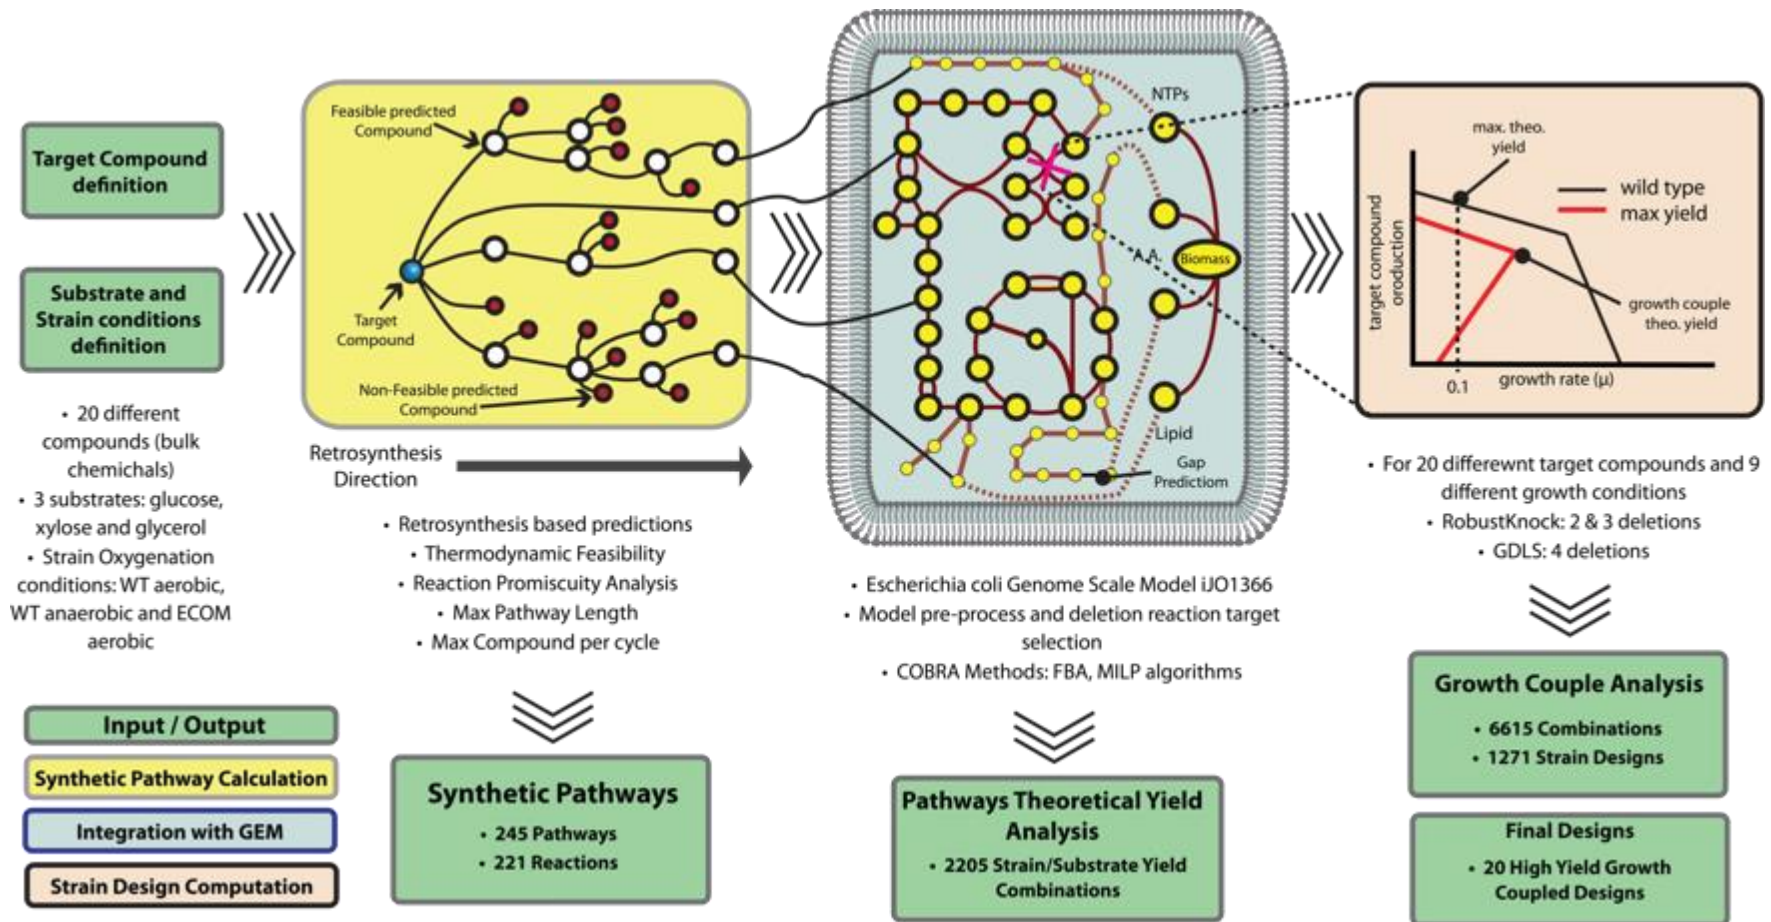 Target Compound
definition
Substrate and
Strain conditions
definition
• 20 different
compounds (bulk
chemichals)
• 3 substrates: glucose,
xylose and glycerol
• Strain Oxygenation
conditions: WT aerobic,
WT anaerobic and ECOM
aerobic
Input / Output
Synthetic Pathway Calculation
Integration with GEM
Strain Design Computation
Feasible predicted
Compound
Target
Compound
Non-Feasible predicted
Compound
Retrosynthesis
Direction
• Retrosynthesis based predictions
• Thermodynamic Feasibility
• Reaction Promiscuity Analysis
• Max Pathway Length
• Max Compound per cycle
Synthetic Pathways
• 245 Pathways
• 221 Reactions
NTPs
A.A.
Biomass
Lipid
Gap
Predictiom
• Escherichia coli Genome Scale Model iJO1366
• Model pre-process and deletion reaction target
selection
• COBRA Methods: FBA, MILP algorithms
Pathways Theoretical Yield
Analysis
• 2205 Strain/Substrate Yield
Combinations
max. theo.
yield
wild type
max yield
target compound
oroduction
growth couple
theo. yield
0.1
growth rate (μ)
• For 20 differewnt target compounds and 9
different growth conditions
• RobustKnock: 2 & 3 deletions
• GDLS: 4 deletions
Growth Couple Analysis
• 6615 Combinations
• 1271 Strain Designs
Final Designs
• 20 High Yield Growth
Coupled Designs